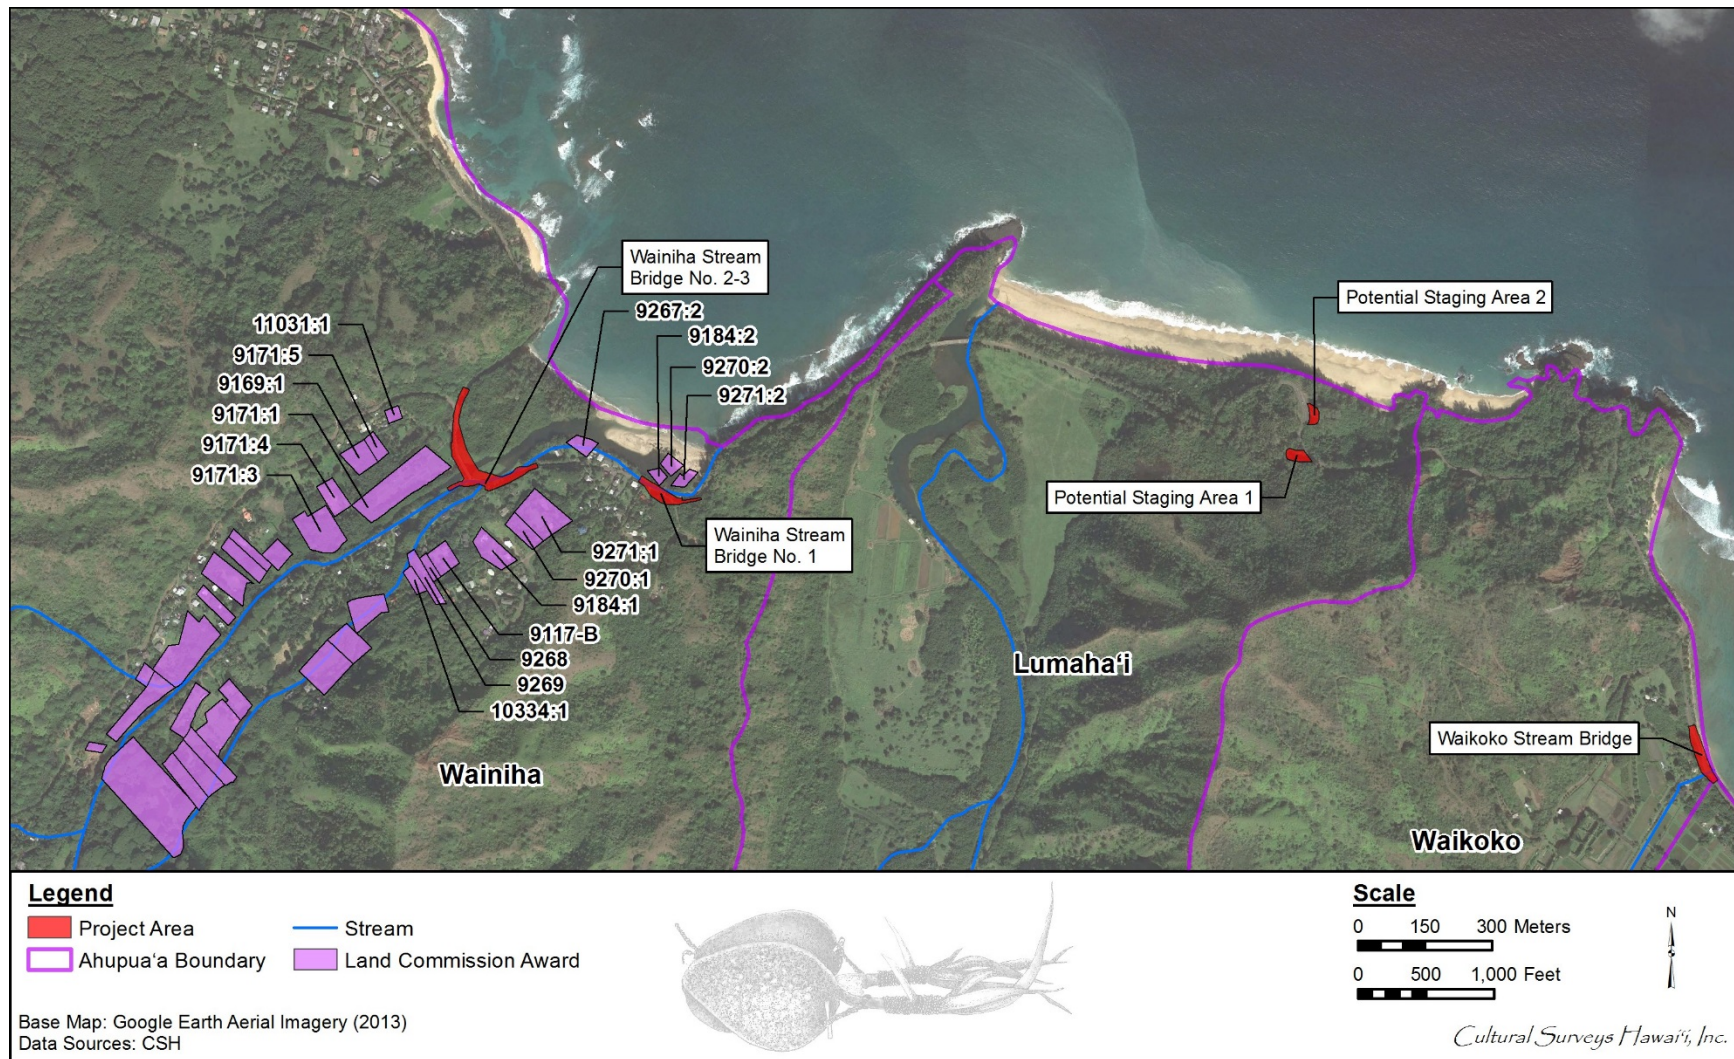 Wainiha Stream
Bridge No. 2-3
Potential Staging Area 2
11031:1
9267:2
9171:5
9184:2
9169:1
9270:2
9171:1
9271:2
9171:4
9171:3
Potential Staging Area 1
Wainiha Stream
Bridge No. 1
9271:1
9270:1
9184:1
9117-B
9268
9269
10334:1
Lumaha‘i
Waikoko Stream Bridge
Wainiha
Waikoko
Legend
Project Area
Stream
Ahupua‘a Boundary
Land Commission Award
Base Map: Google Earth Aerial Imagery (2013)
Data Sources: CSH
Scale
0 150 300 Meters
0 500 1,000 Feet
N
Cultural Surveys Hawai‘i, Inc.